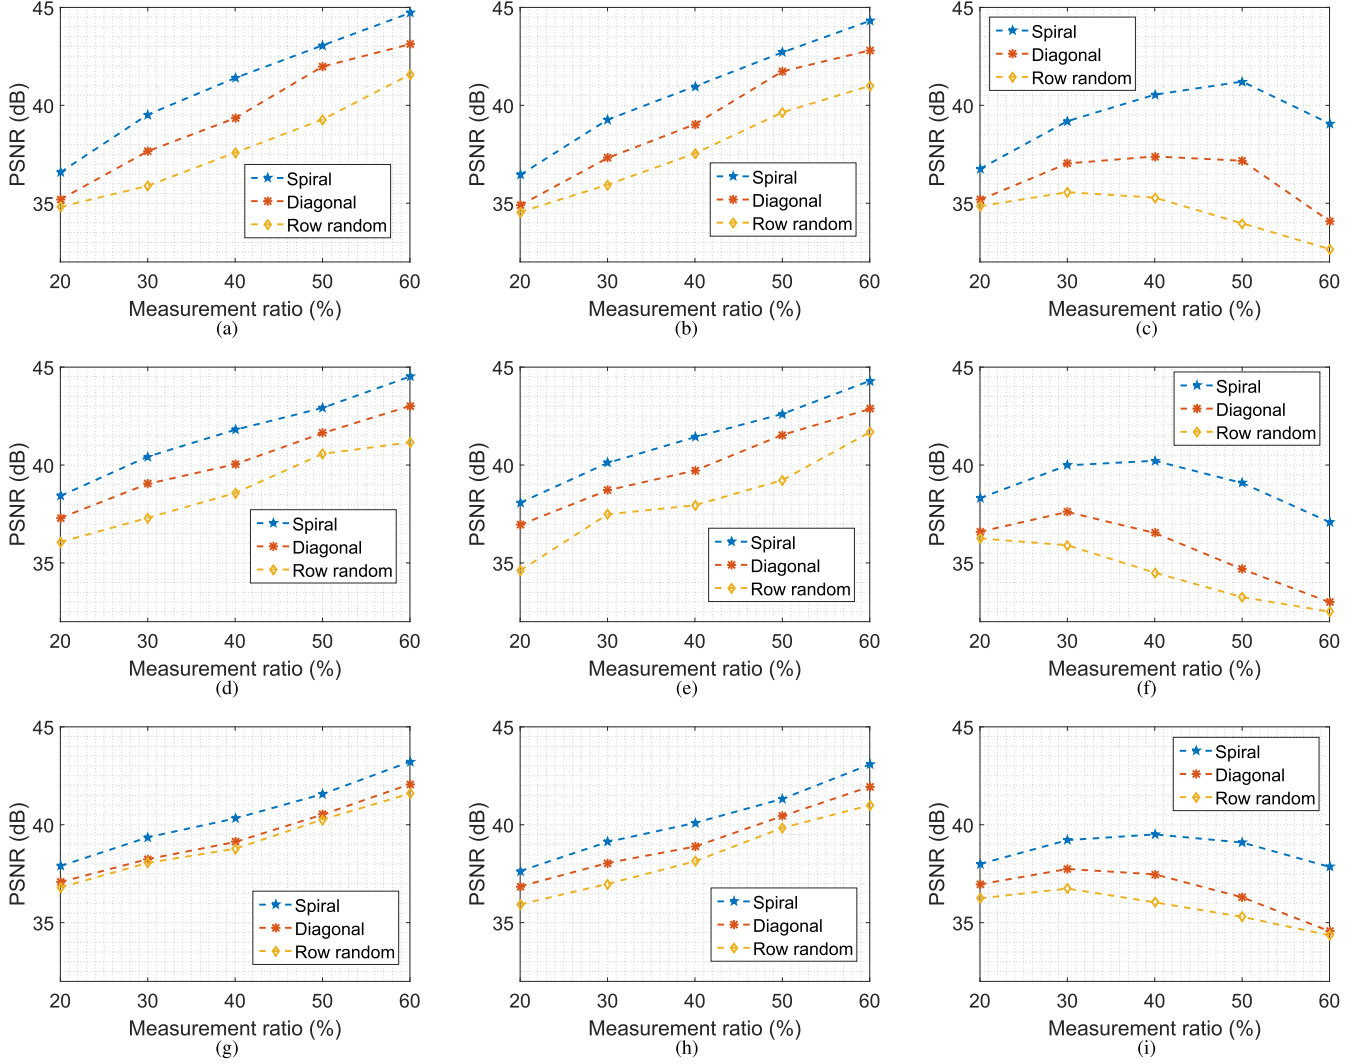 45
40
35
PSNR (dB)
Spiral
Diagonal
Row random
20 30 40 50 60
Measurement ratio (%)
(a)
45
40
35
PSNR (dB)
Spiral
Diagonal
Row random
20 30 40 50 60
Measurement ratio (%)
(b)
45
40
35
PSNR (dB)
Spiral
Diagonal
Row random
20 30 40 50 60
Measurement ratio (%)
(c)
45
40
35
PSNR (dB)
Spiral
Diagonal
Row random
20 30 40 50 60
Measurement ratio (%)
(d)
45
40
35
PSNR (dB)
Spiral
Diagonal
Row random
20 30 40 50 60
Measurement ratio (%)
(e)
45
40
35
PSNR (dB)
Spiral
Diagonal
Row random
20 30 40 50 60
Measurement ratio (%)
(f)
45
40
35
PSNR (dB)
Spiral
Diagonal
Row random
20 30 40 50 60
Measurement ratio (%)
(g)
45
40
35
PSNR (dB)
Spiral
Diagonal
Row random
20 30 40 50 60
Measurement ratio (%)
(h)
45
40
35
PSNR (dB)
Spiral
Diagonal
Row random
20 30 40 50 60
Measurement ratio (%)
(i)